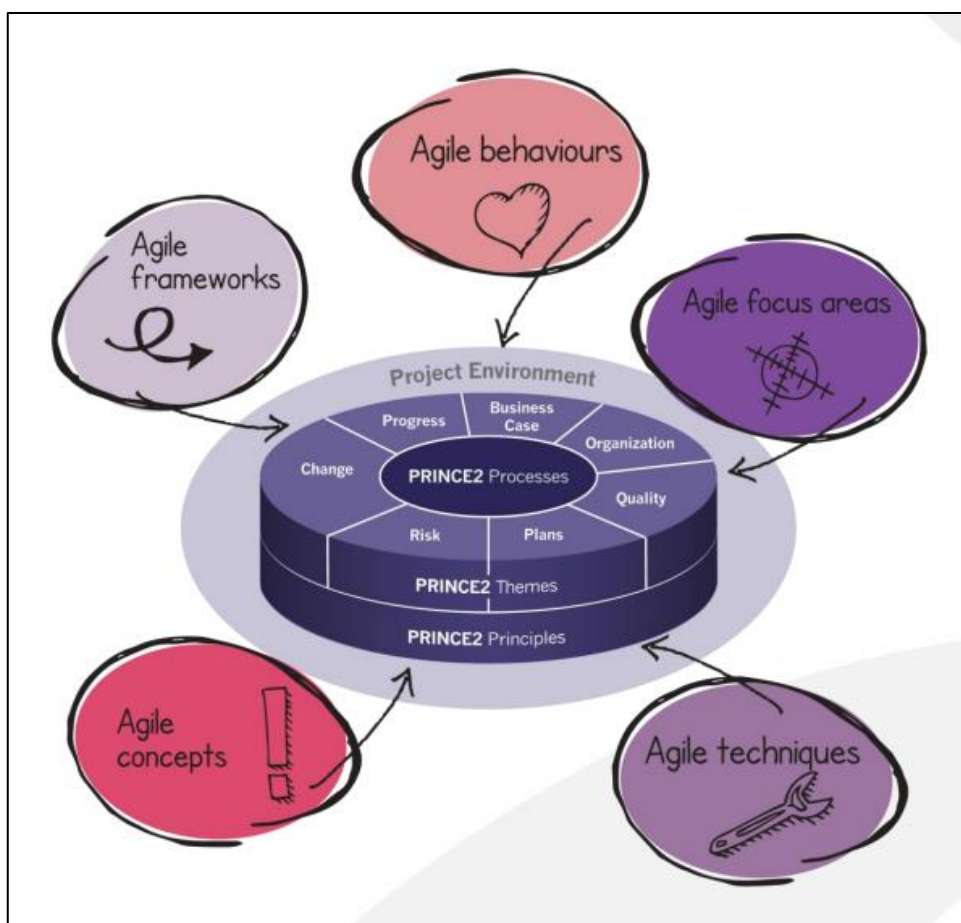 Agile behaviours
Agile
frameworks
Agile focus areas
Project Environment
Progress
Business
Case
Organization
Change
PRINCE2 Processes
Quality
Risk
Plans
PRINCE2 Themes
PRINCE2 Principles
Agile
concepts
Agile techniques